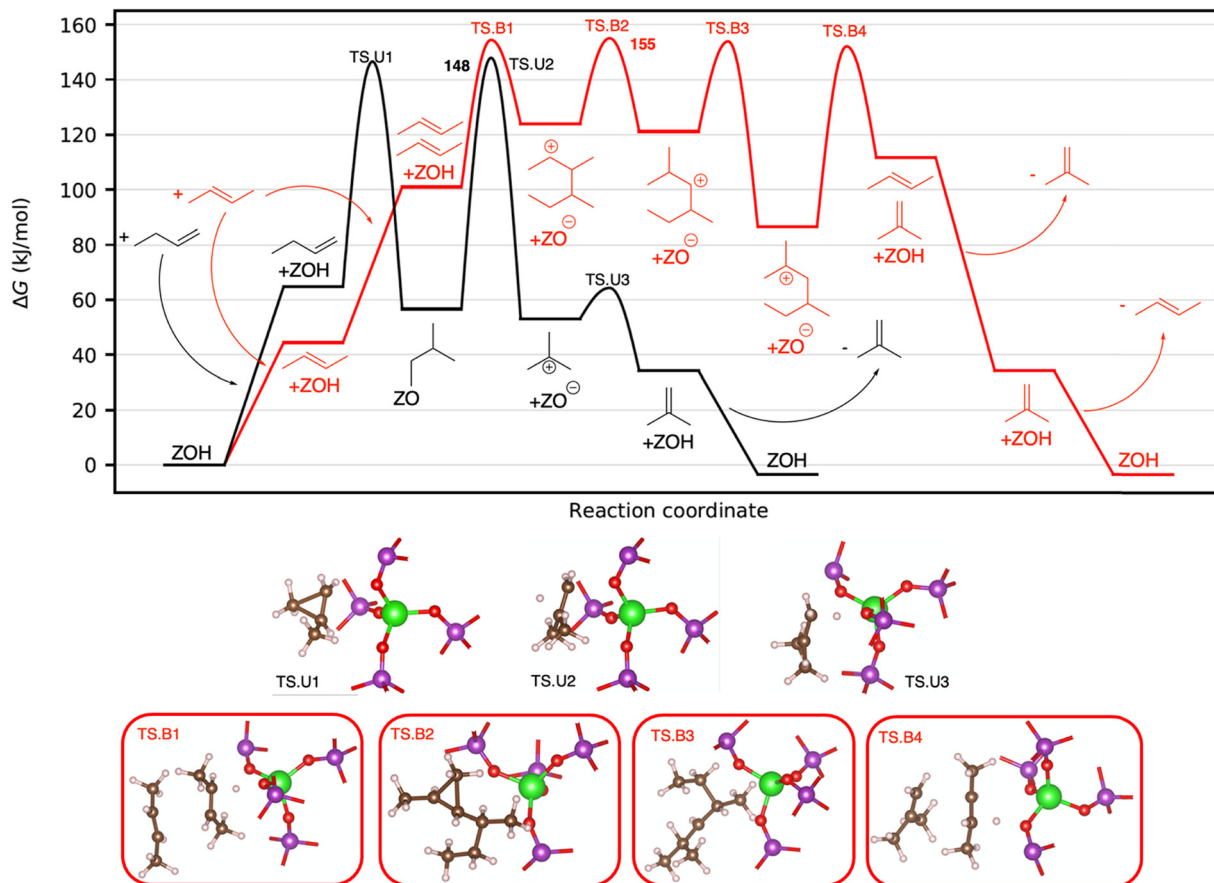 160
140
120
100
80
60
40
20
0
ΔG (kJ/mol)
Reaction coordinate
TS.U1
148
TS.B1
TS.U2
TS.B2
155
TS.B3
TS.B4
+
+
+ZOH
+ZOH
+ZOH
ZOH
ZO
+
+ZO⊖
+
+ZO⊖
TS.U3
+
+ZO⊖
+
+ZO⊖
+ZOH
-
ZOH
+ZOH
-
-
+ZOH
ZOH
TS.U1
TS.U2
TS.U3
TS.B1
TS.B2
TS.B3
TS.B4